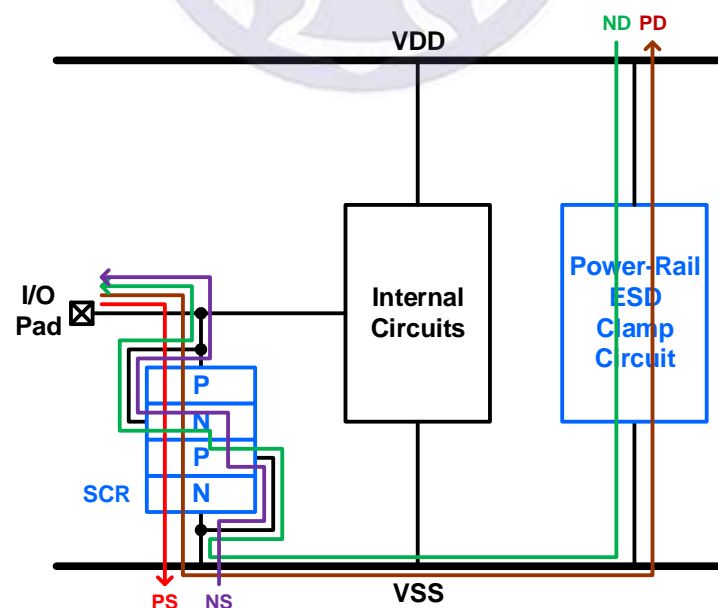 ND PD
VDD
Power-Rail
ESD
Clamp
Circuit
Internal
Circuits
I/O
Pad
P
N
P
N
SCR
PS
NS
VSS